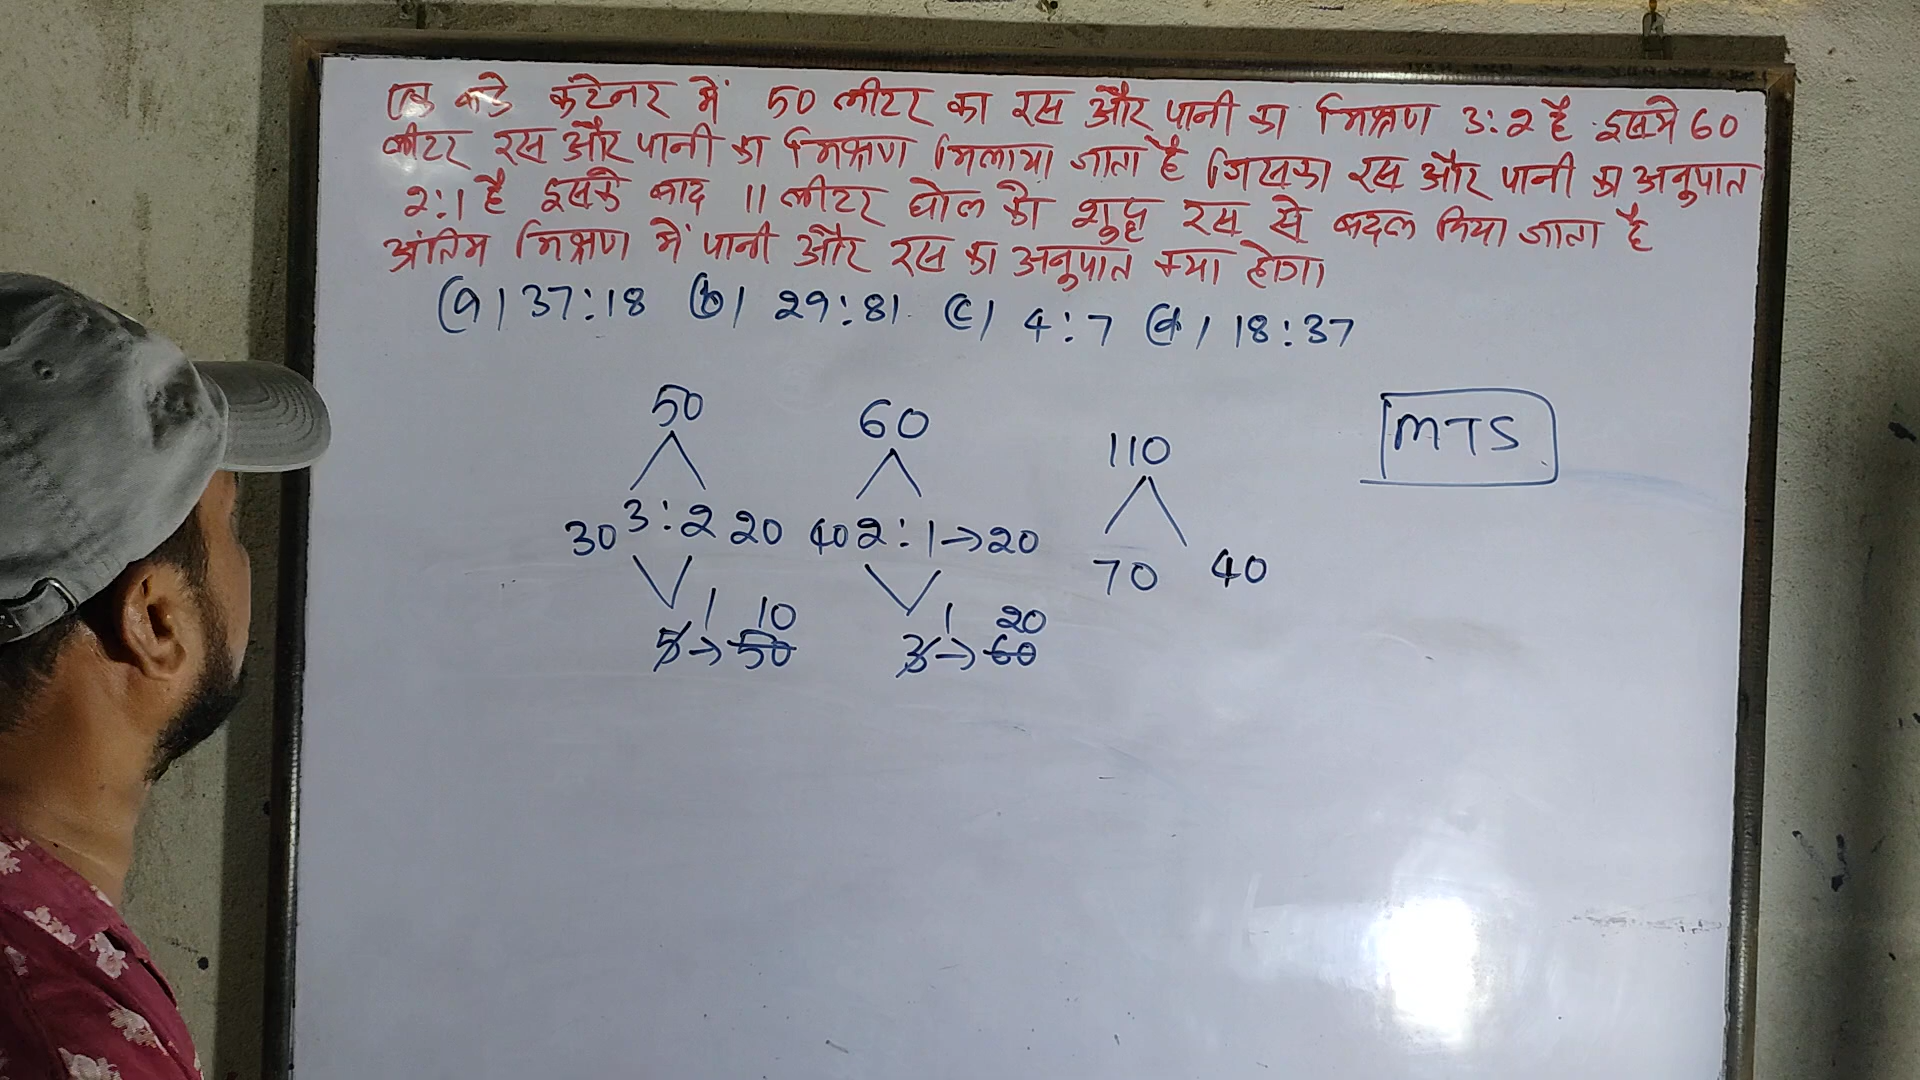 एक बडे कंटेनर में 50 लीटर का रस और पानी का मिश्रण 3:2 है इसमे 60
लीटर रस और पानी का मिश्रण मिलाया जाता है जिसका रस और पानी का अनुपात
2:1 है इसके बाद 11 लीटर घोल को शुद्ध रस से बदल दिया जाता है
अंतिम मिश्रण में पानी और रस का अनुपात क्या होगा।
(a) 37:18 (b) 29:81 (c) 4:7 (d) 18:37
50 60 110 MTS
30 3:2 20 40 2:1→20 70 40
1 10 1 20
5→50 3→60